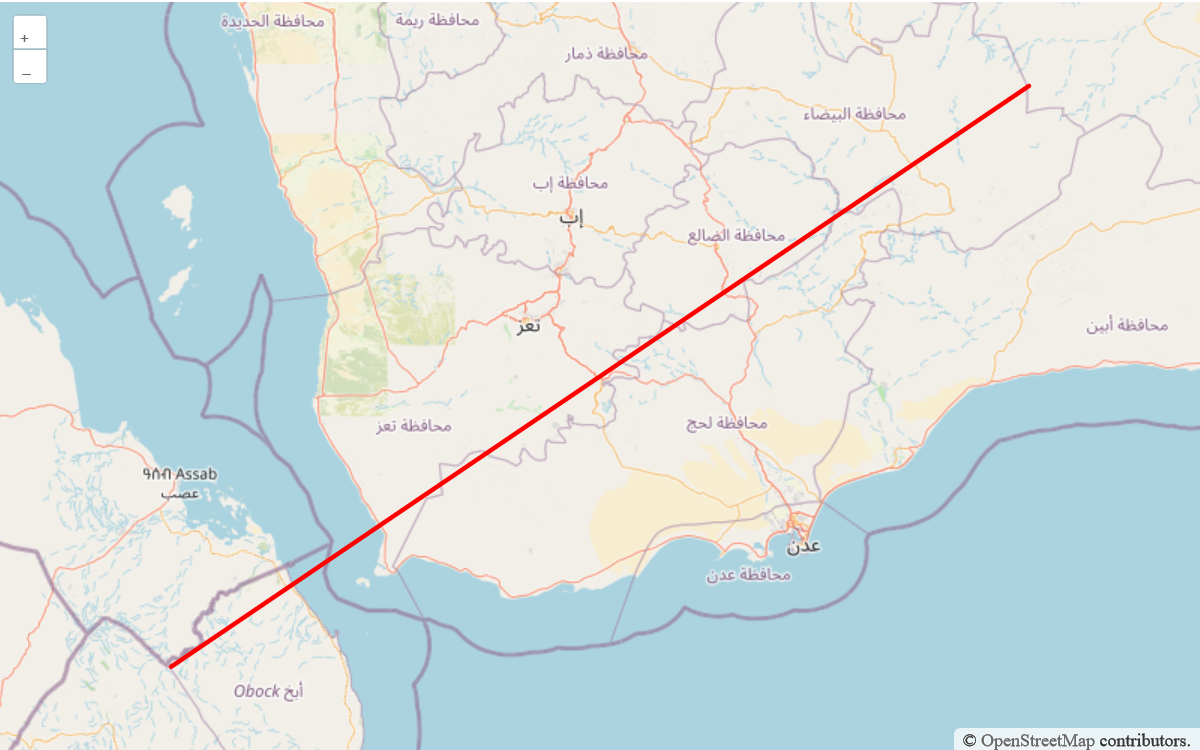 محافظة الحديدة
محافظة ريمة
+
–
محافظة ذمار
محافظة البيضاء
محافظة إب
إب
محافظة الضالع
تعز
محافظة أبين
محافظة تعز
محافظة لحج
ዓሰብ Assab
عصب
عدن
محافظة عدن
Obock أبخ
© OpenStreetMap contributors.